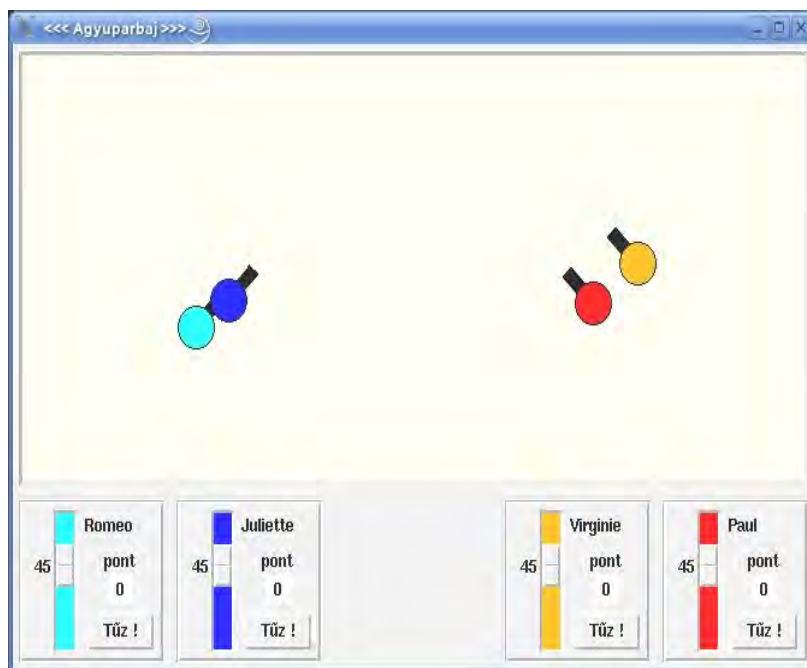 <<< Agyuparbaj >>>
Romeo
45
pont
0
Tűz !
Juliette
45
pont
0
Tűz !
Virginie
45
pont
0
Tűz !
Paul
45
pont
0
Tűz !